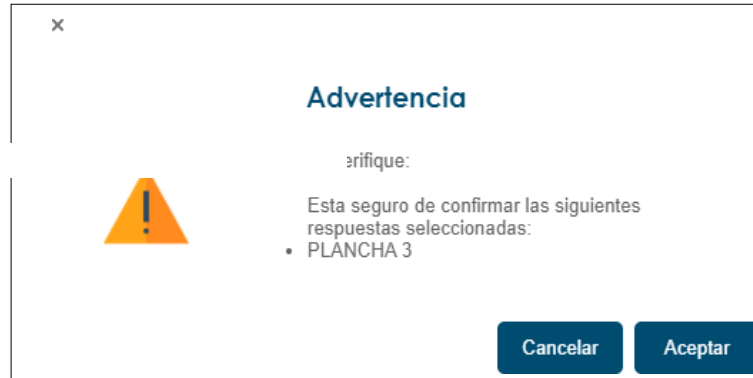 Advertencia
Esta seguro de confirmar las siguientes
respuestas seleccionadas:
• PLANCHA 3
Cancelar Aceptar